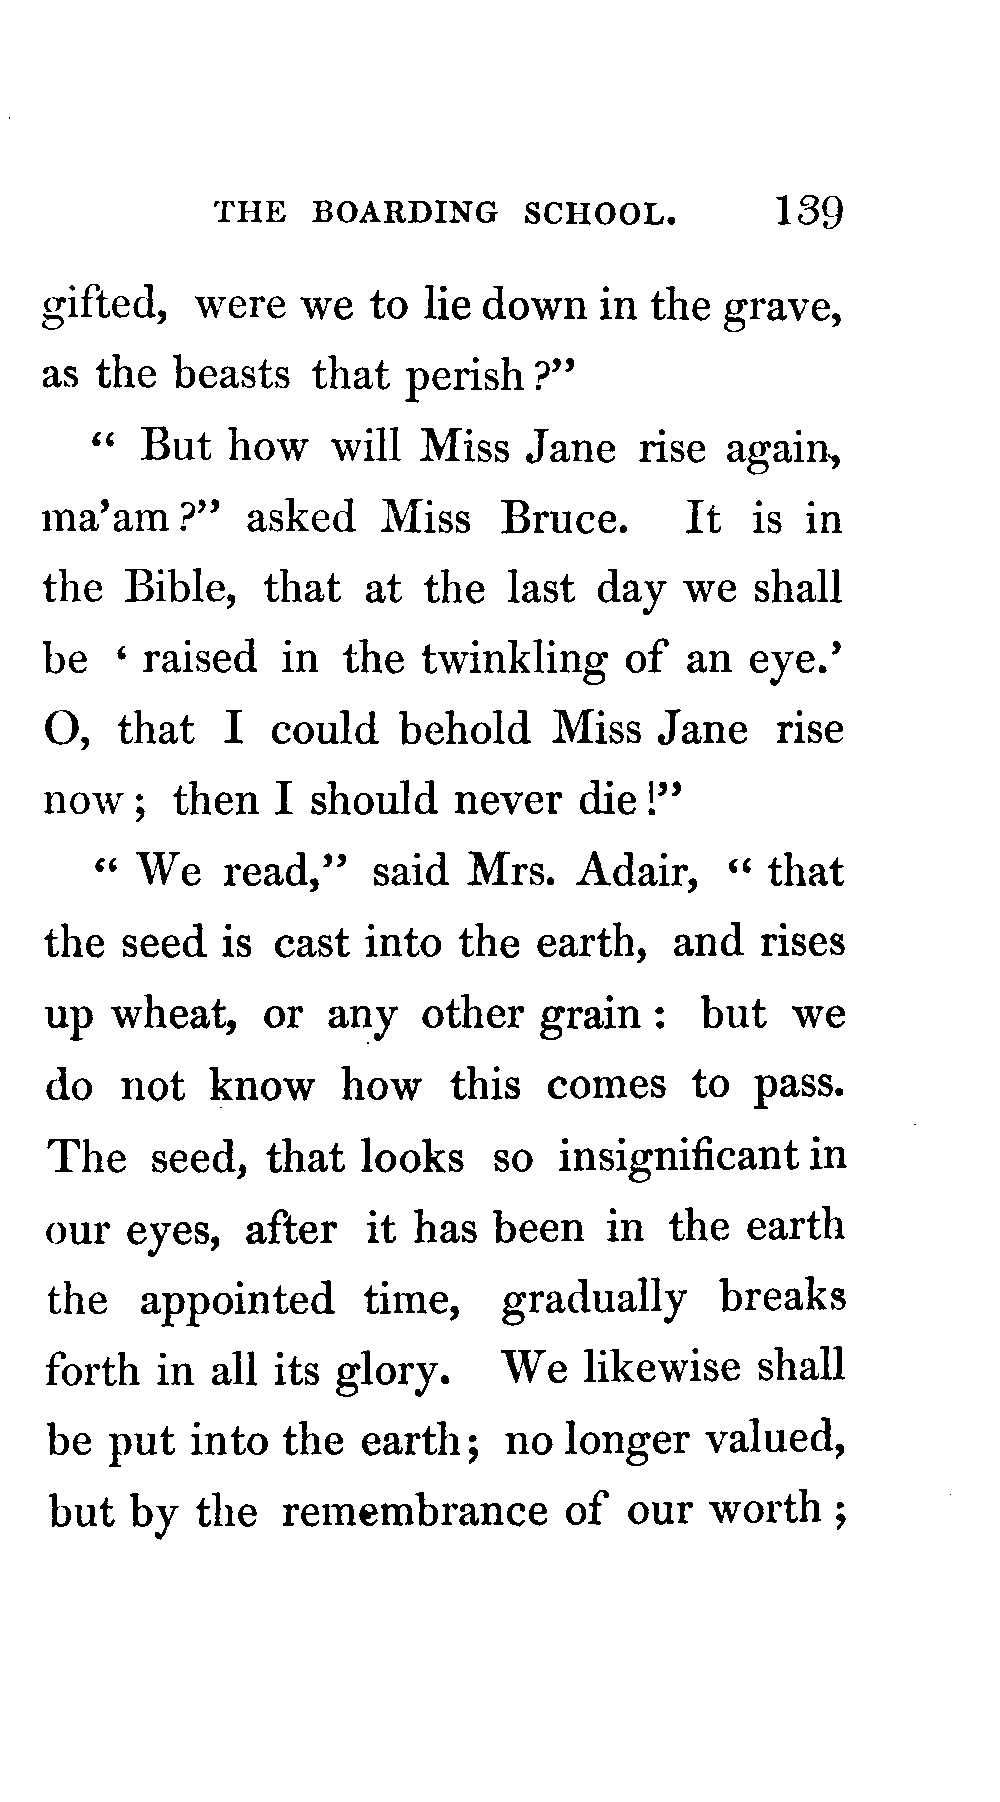 THE BOARDING SCHOOL. 139
gifted, were we to lie down in the grave,
as the beasts that perish?”
“ But how will Miss Jane rise again,
ma’am?” asked Miss Bruce. It is in
the Bible, that at the last day we shall
be ‘ raised in the twinkling of an eye.’
O, that I could behold Miss Jane rise
now; then I should never die!”
“ We read,” said Mrs. Adair, “ that
the seed is cast into the earth, and rises
up wheat, or any other grain: but we
do not know how this comes to pass.
The seed, that looks so insignificant in
our eyes, after it has been in the earth
the appointed time, gradually breaks
forth in all its glory. We likewise shall
be put into the earth; no longer valued,
but by the remembrance of our worth;